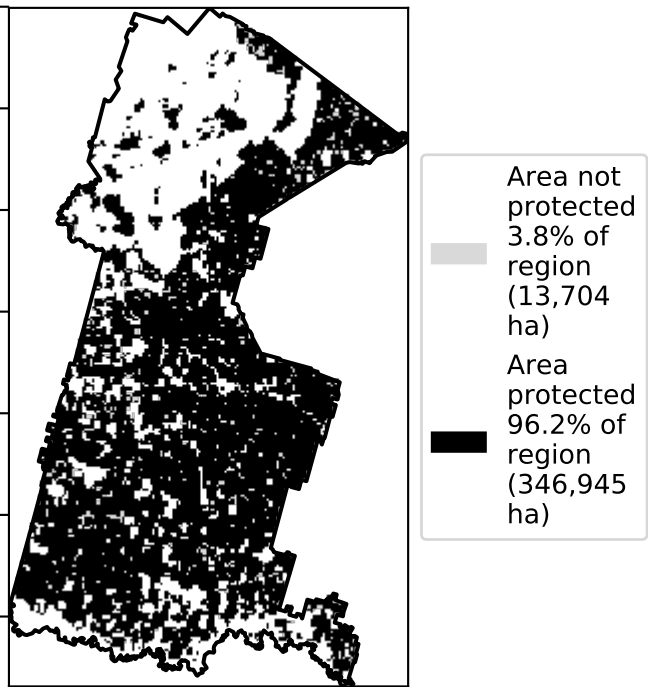 Area not
protected
3.8% of
region
(13,704
ha)
Area
protected
96.2% of
region
(346,945
ha)